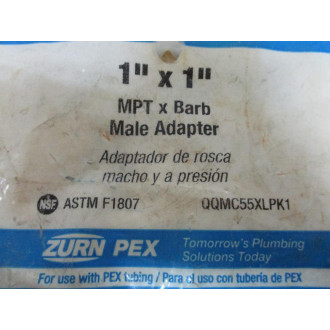 1" x 1"
MPT x Barb
Male Adapter
Adaptador de rosca
macho y a presión
NSF ASTM F1807 QQMC55XLPK1
ZURN PEX Tomorrow's Plumbing
Solutions Today
For use with PEX tubing / Para el uso con tubería de PEX